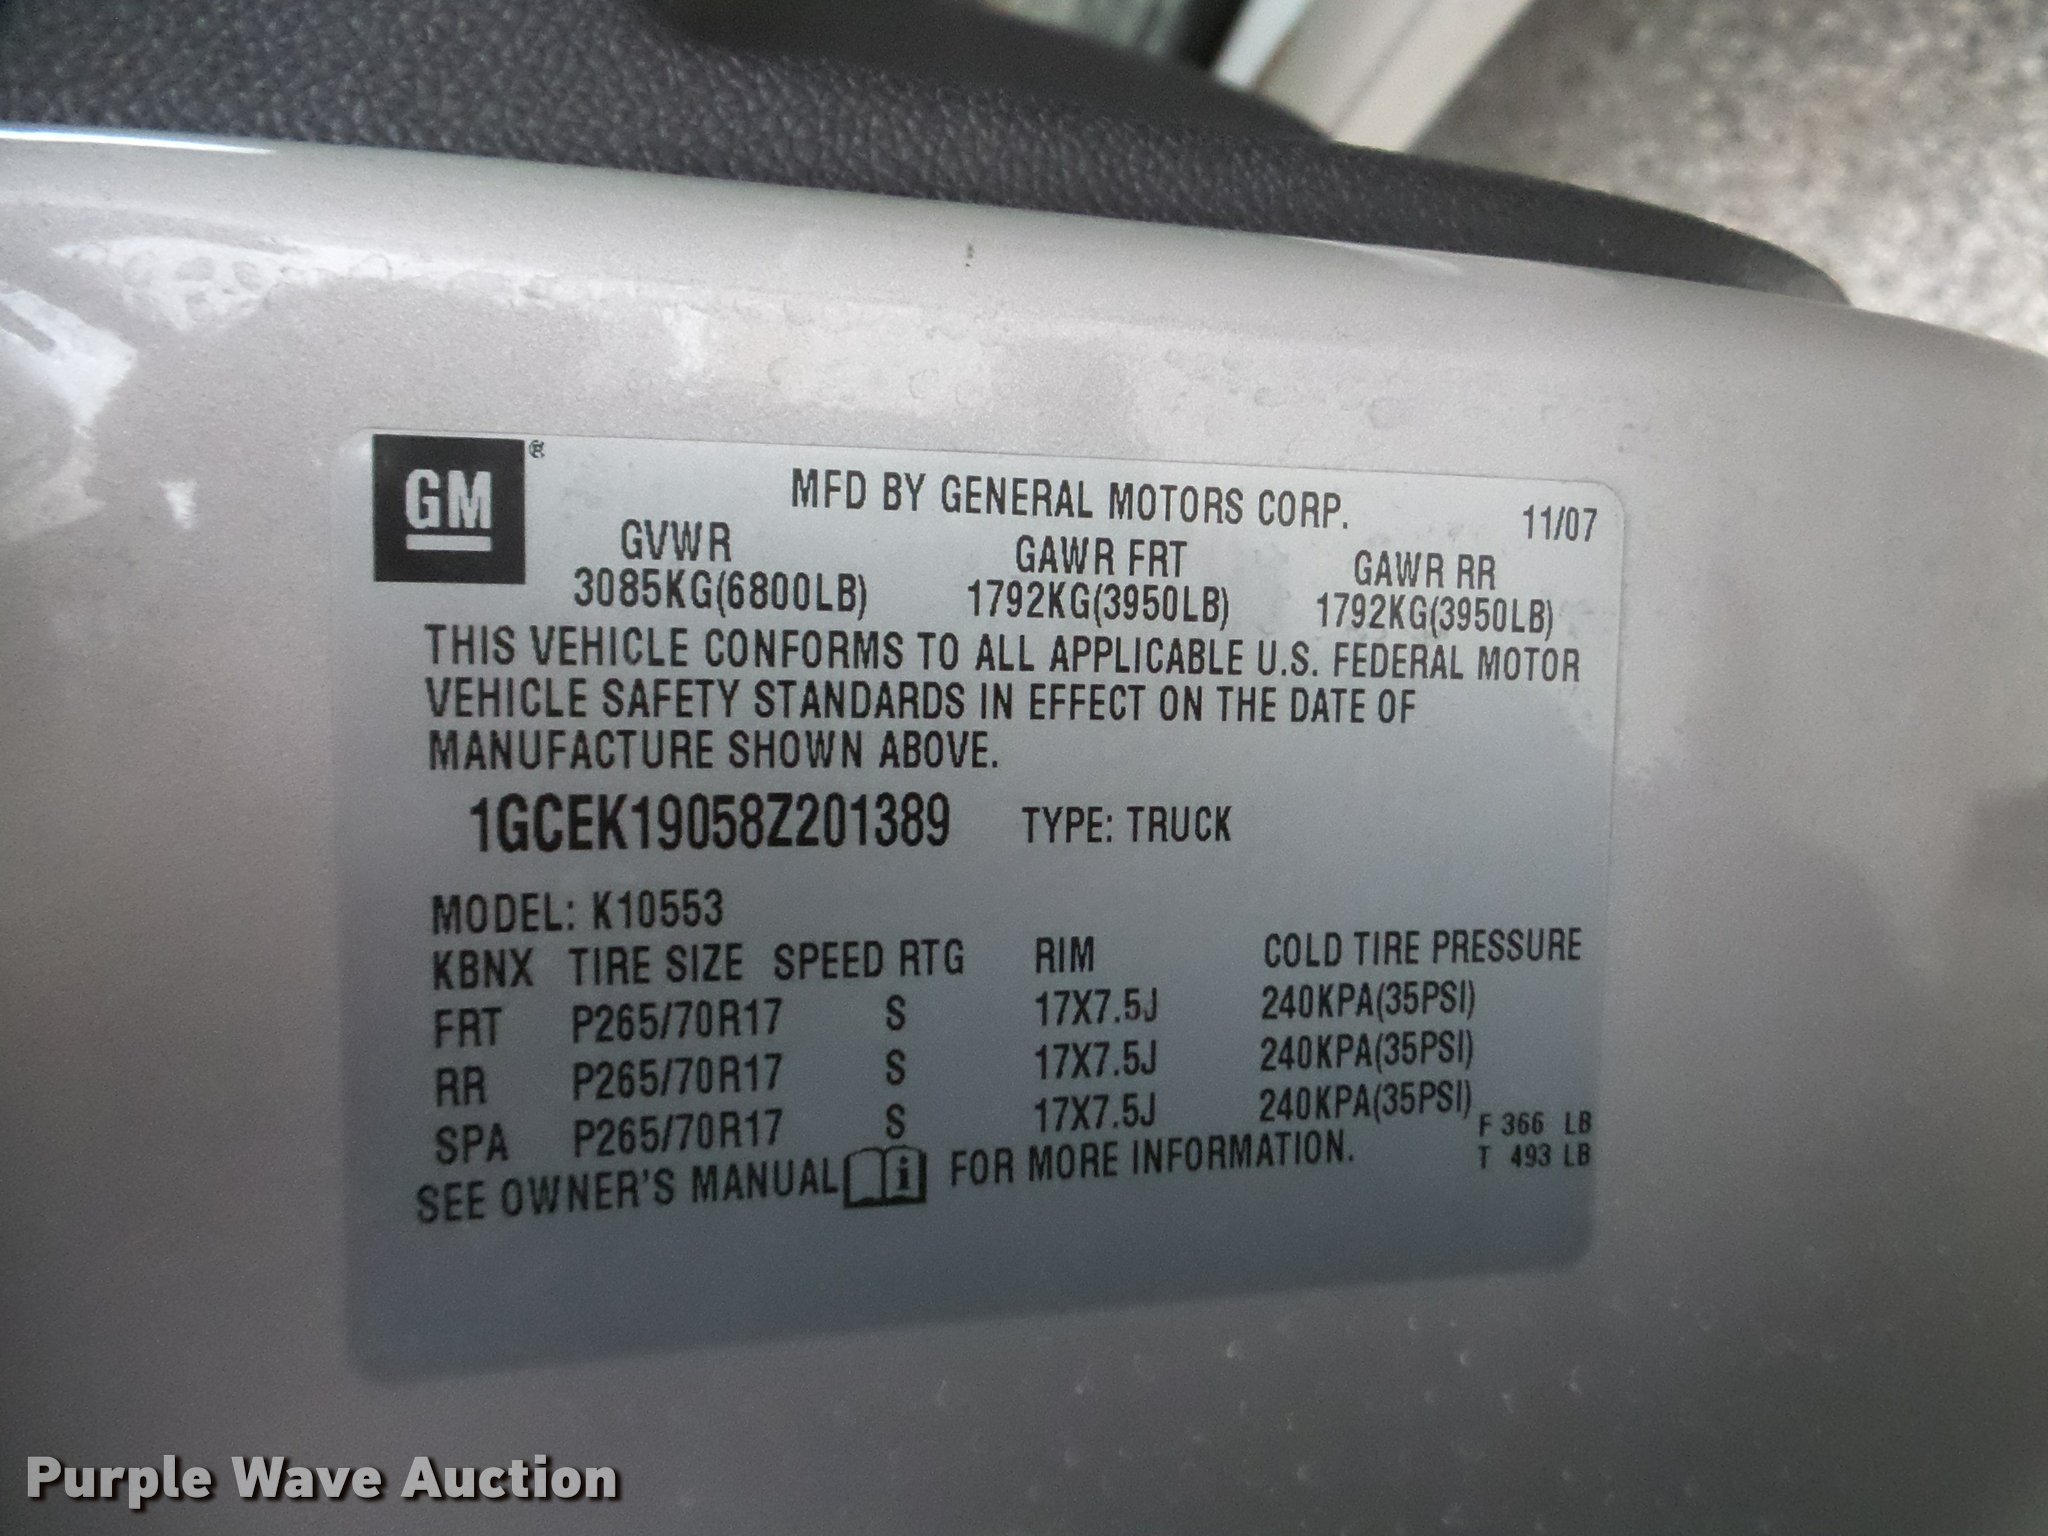 GM®
MFD BY GENERAL MOTORS CORP. 11/07
GVWR GAWR FRT GAWR RR
3085KG(6800LB) 1792KG(3950LB) 1792KG(3950LB)
THIS VEHICLE CONFORMS TO ALL APPLICABLE U.S. FEDERAL MOTOR
VEHICLE SAFETY STANDARDS IN EFFECT ON THE DATE OF
MANUFACTURE SHOWN ABOVE.
1GCEK19058Z201389 TYPE: TRUCK
MODEL: K10553
KBNX TIRE SIZE SPEED RTG RIM COLD TIRE PRESSURE
FRT P265/70R17 S 17X7.5J 240KPA(35PSI)
RR P265/70R17 S 17X7.5J 240KPA(35PSI)
SPA P265/70R17 S 17X7.5J 240KPA(35PSI)
F 366 LB
T 493 LB
SEE OWNER'S MANUAL i FOR MORE INFORMATION.
Purple Wave Auction